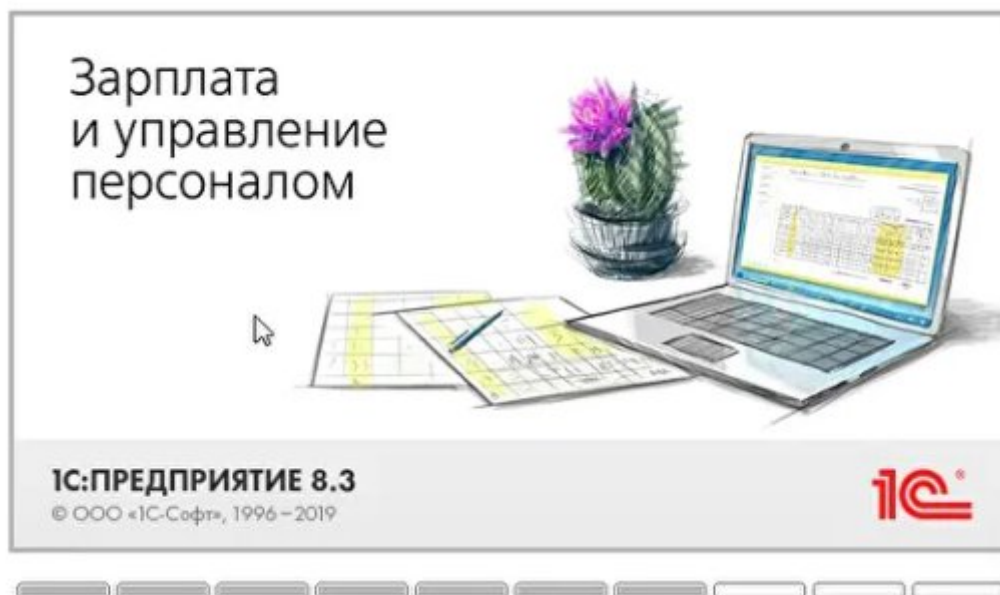 Зарплата
и управление
персоналом
1С:ПРЕДПРИЯТИЕ 8.3
© ООО «1С-Софт», 1996–2019
1С®